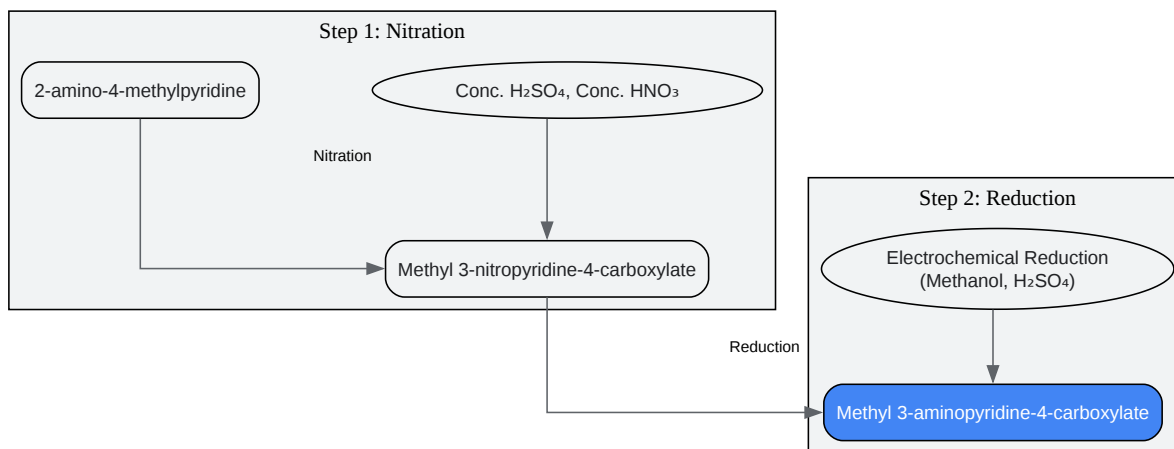 Step 1: Nitration
2-amino-4-methylpyridine
Conc. H₂SO₄, Conc. HNO₃
Nitration
Methyl 3-nitropyridine-4-carboxylate
Step 2: Reduction
Electrochemical Reduction
(Methanol, H₂SO₄)
Reduction
Methyl 3-aminopyridine-4-carboxylate